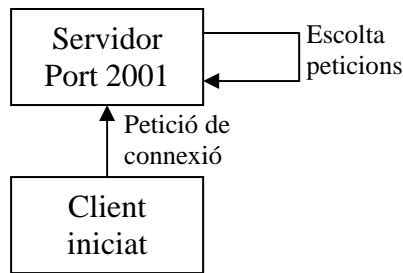 Servidor
Port 2001
Escolta
peticions
Petició de
connexió
Client
iniciat